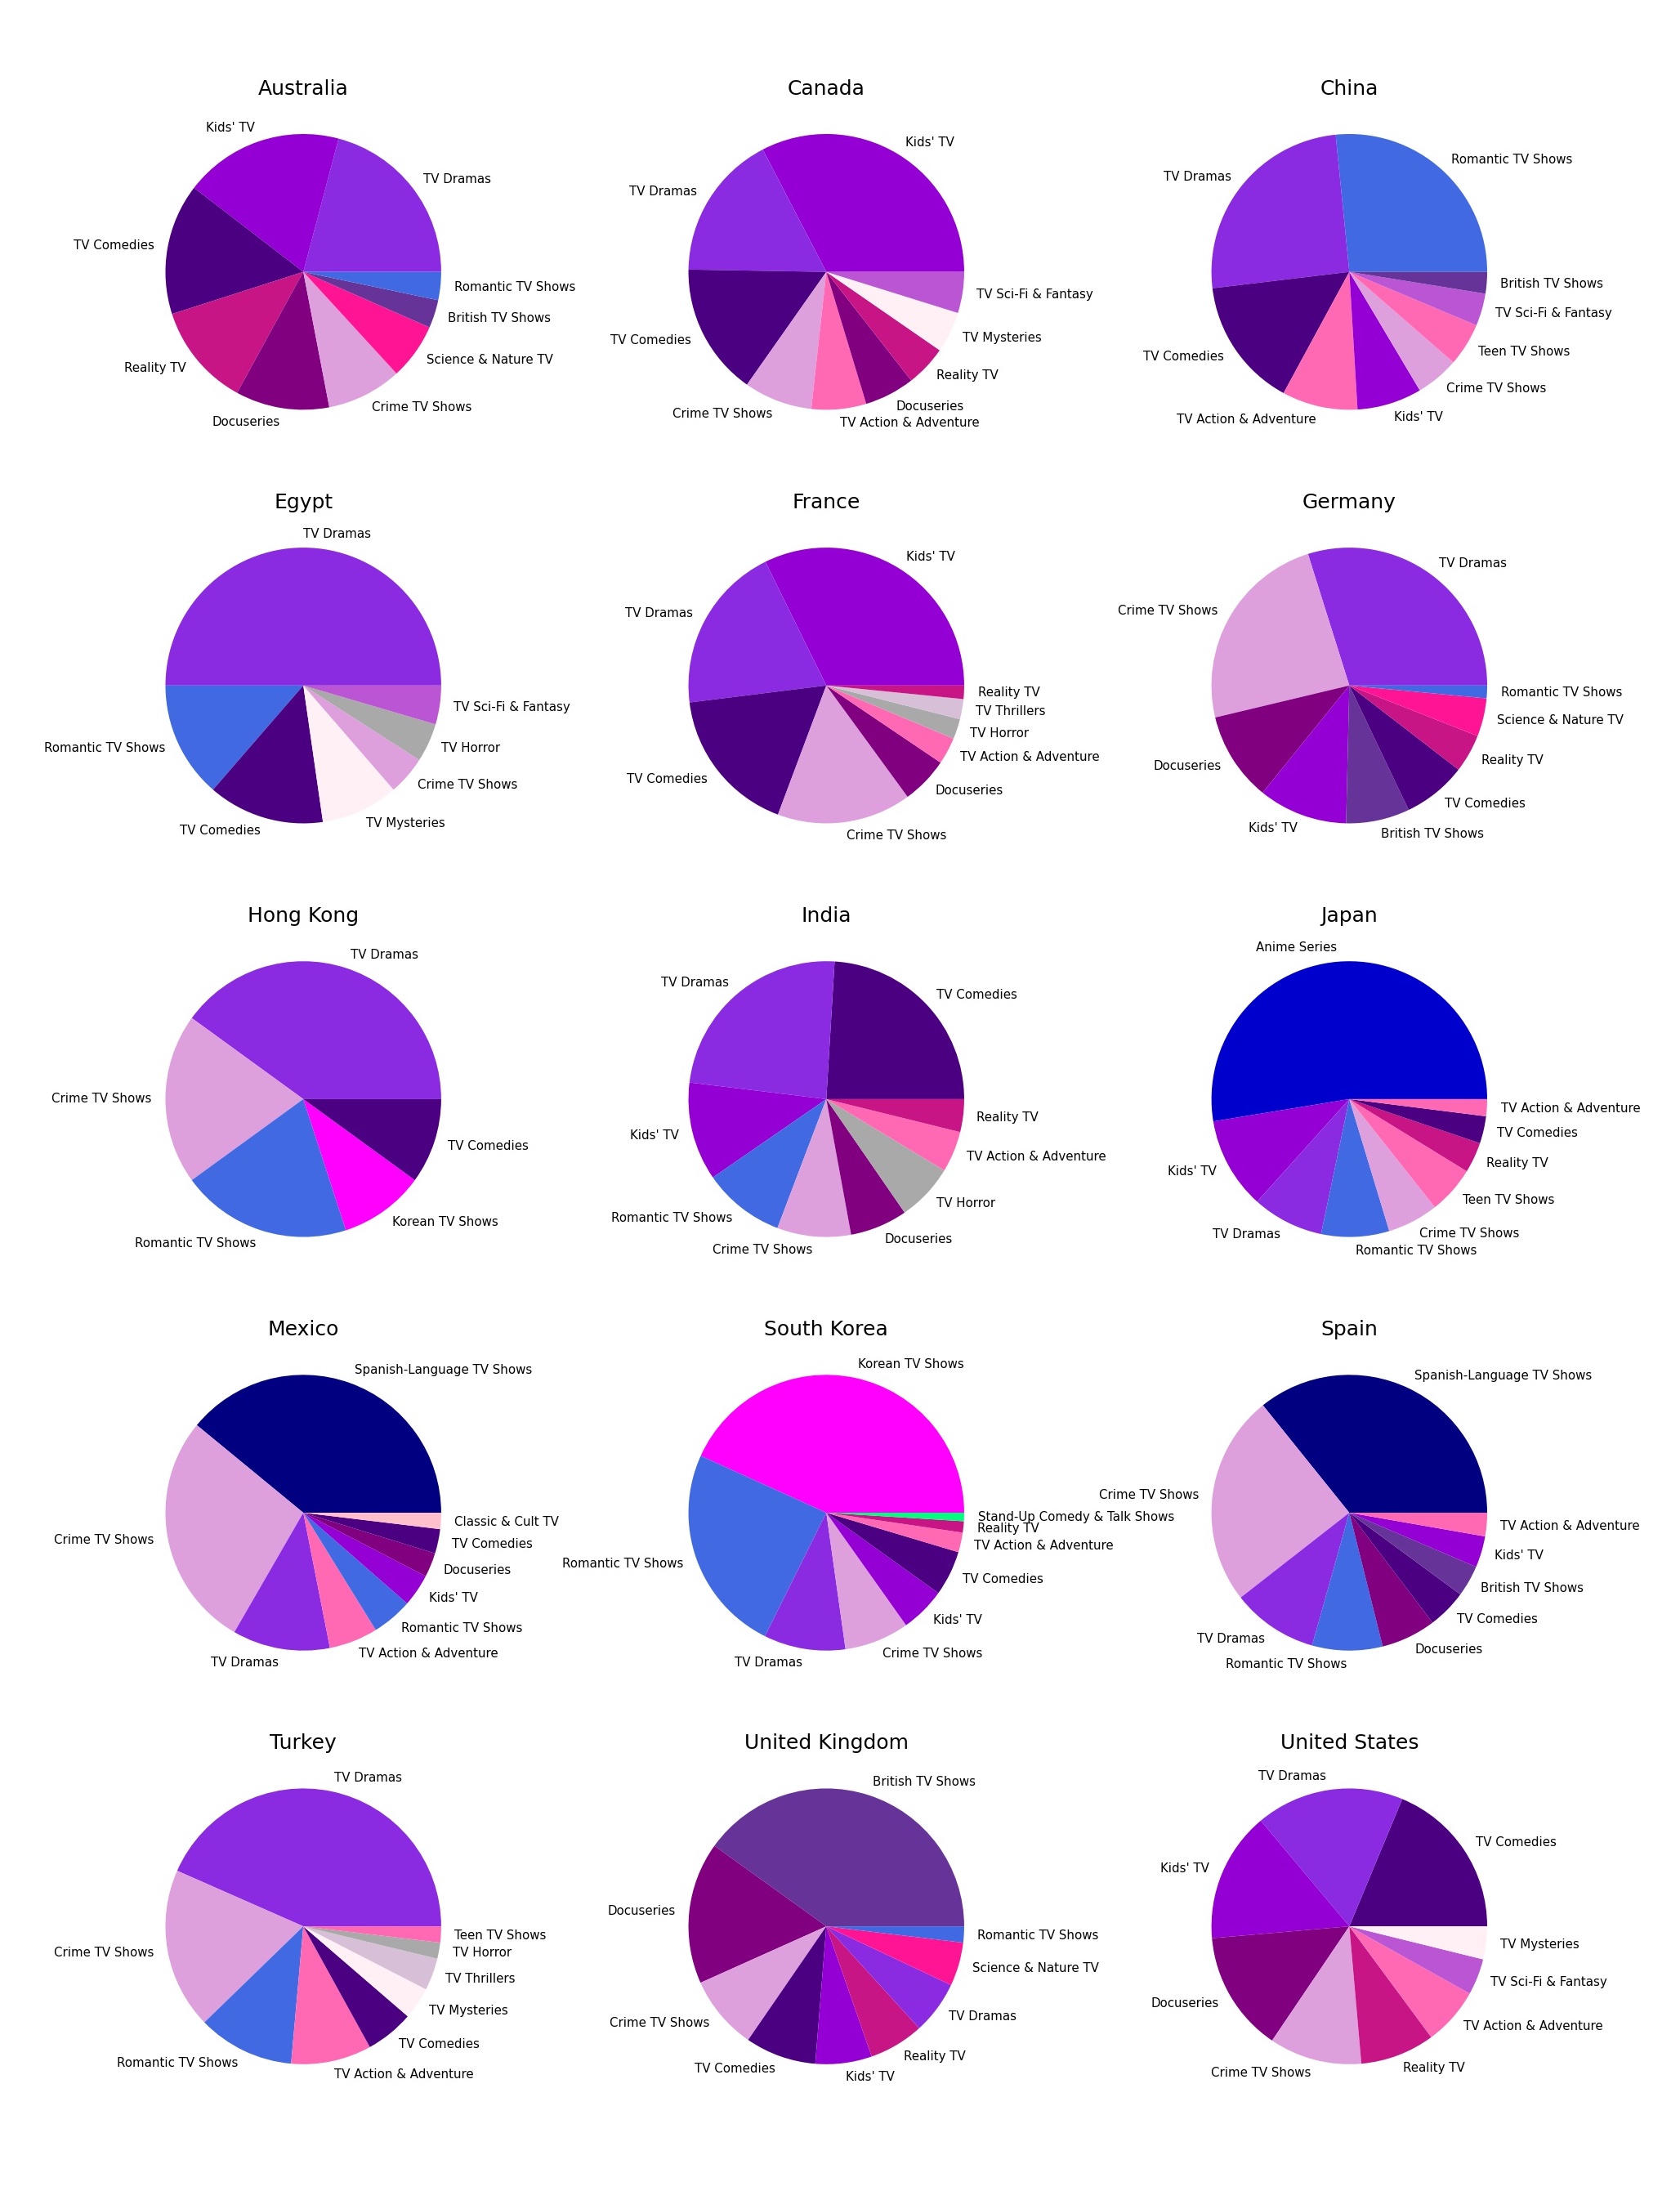 Australia
Kids' TV
TV Dramas
TV Comedies
Romantic TV Shows
British TV Shows
Science & Nature TV
Reality TV
Crime TV Shows
Docuseries
Canada
Kids' TV
TV Dramas
TV Sci-Fi & Fantasy
TV Mysteries
TV Comedies
Reality TV
Docuseries
Crime TV Shows
TV Action & Adventure
China
Romantic TV Shows
TV Dramas
British TV Shows
TV Sci-Fi & Fantasy
Teen TV Shows
TV Comedies
Crime TV Shows
Kids' TV
TV Action & Adventure
Egypt
TV Dramas
TV Sci-Fi & Fantasy
Romantic TV Shows
TV Horror
Crime TV Shows
TV Mysteries
TV Comedies
France
Kids' TV
TV Dramas
Reality TV
TV Thrillers
TV Horror
TV Action & Adventure
TV Comedies
Docuseries
Crime TV Shows
Germany
TV Dramas
Crime TV Shows
Romantic TV Shows
Science & Nature TV
Reality TV
Docuseries
TV Comedies
Kids' TV
British TV Shows
Hong Kong
TV Dramas
Crime TV Shows
TV Comedies
Korean TV Shows
Romantic TV Shows
India
TV Dramas
TV Comedies
Reality TV
Kids' TV
TV Action & Adventure
TV Horror
Romantic TV Shows
Docuseries
Crime TV Shows
Japan
Anime Series
TV Action & Adventure
TV Comedies
Reality TV
Kids' TV
Teen TV Shows
Crime TV Shows
TV Dramas
Romantic TV Shows
Mexico
Spanish-Language TV Shows
Classic & Cult TV
Crime TV Shows
TV Comedies
Docuseries
Kids' TV
Romantic TV Shows
TV Action & Adventure
TV Dramas
South Korea
Korean TV Shows
Stand-Up Comedy & Talk Shows
Reality TV
TV Action & Adventure
Romantic TV Shows
TV Comedies
Kids' TV
Crime TV Shows
TV Dramas
Spain
Spanish-Language TV Shows
Crime TV Shows
TV Action & Adventure
Kids' TV
British TV Shows
TV Comedies
TV Dramas
Docuseries
Romantic TV Shows
Turkey
TV Dramas
Teen TV Shows
Crime TV Shows
TV Horror
TV Thrillers
TV Mysteries
TV Comedies
Romantic TV Shows
TV Action & Adventure
United Kingdom
British TV Shows
Docuseries
Romantic TV Shows
Science & Nature TV
TV Dramas
Crime TV Shows
Reality TV
TV Comedies
Kids' TV
United States
TV Dramas
TV Comedies
Kids' TV
TV Mysteries
TV Sci-Fi & Fantasy
Docuseries
TV Action & Adventure
Reality TV
Crime TV Shows